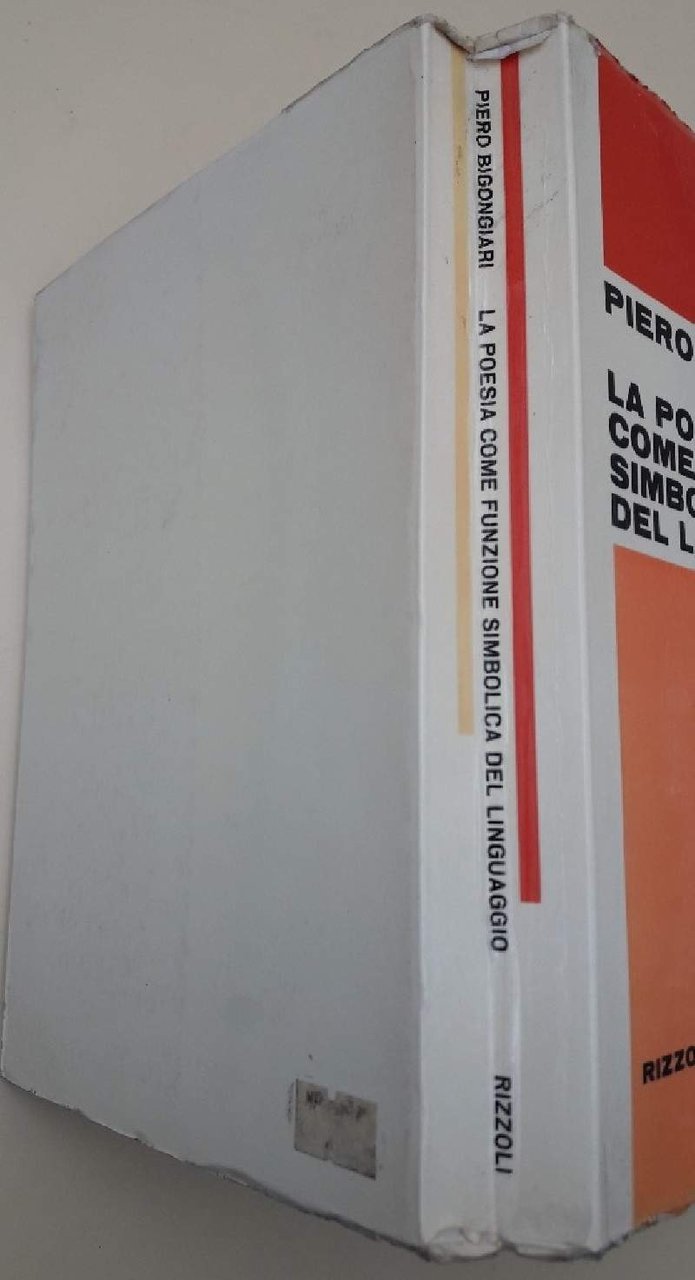 PIERO BIGONGIARI LA POESIA COME FUNZIONE SIMBOLICA DEL LINGUAGGIO RIZZOLI
PIERO
LA PO
COME
SIMBO
DEL L
RIZZO